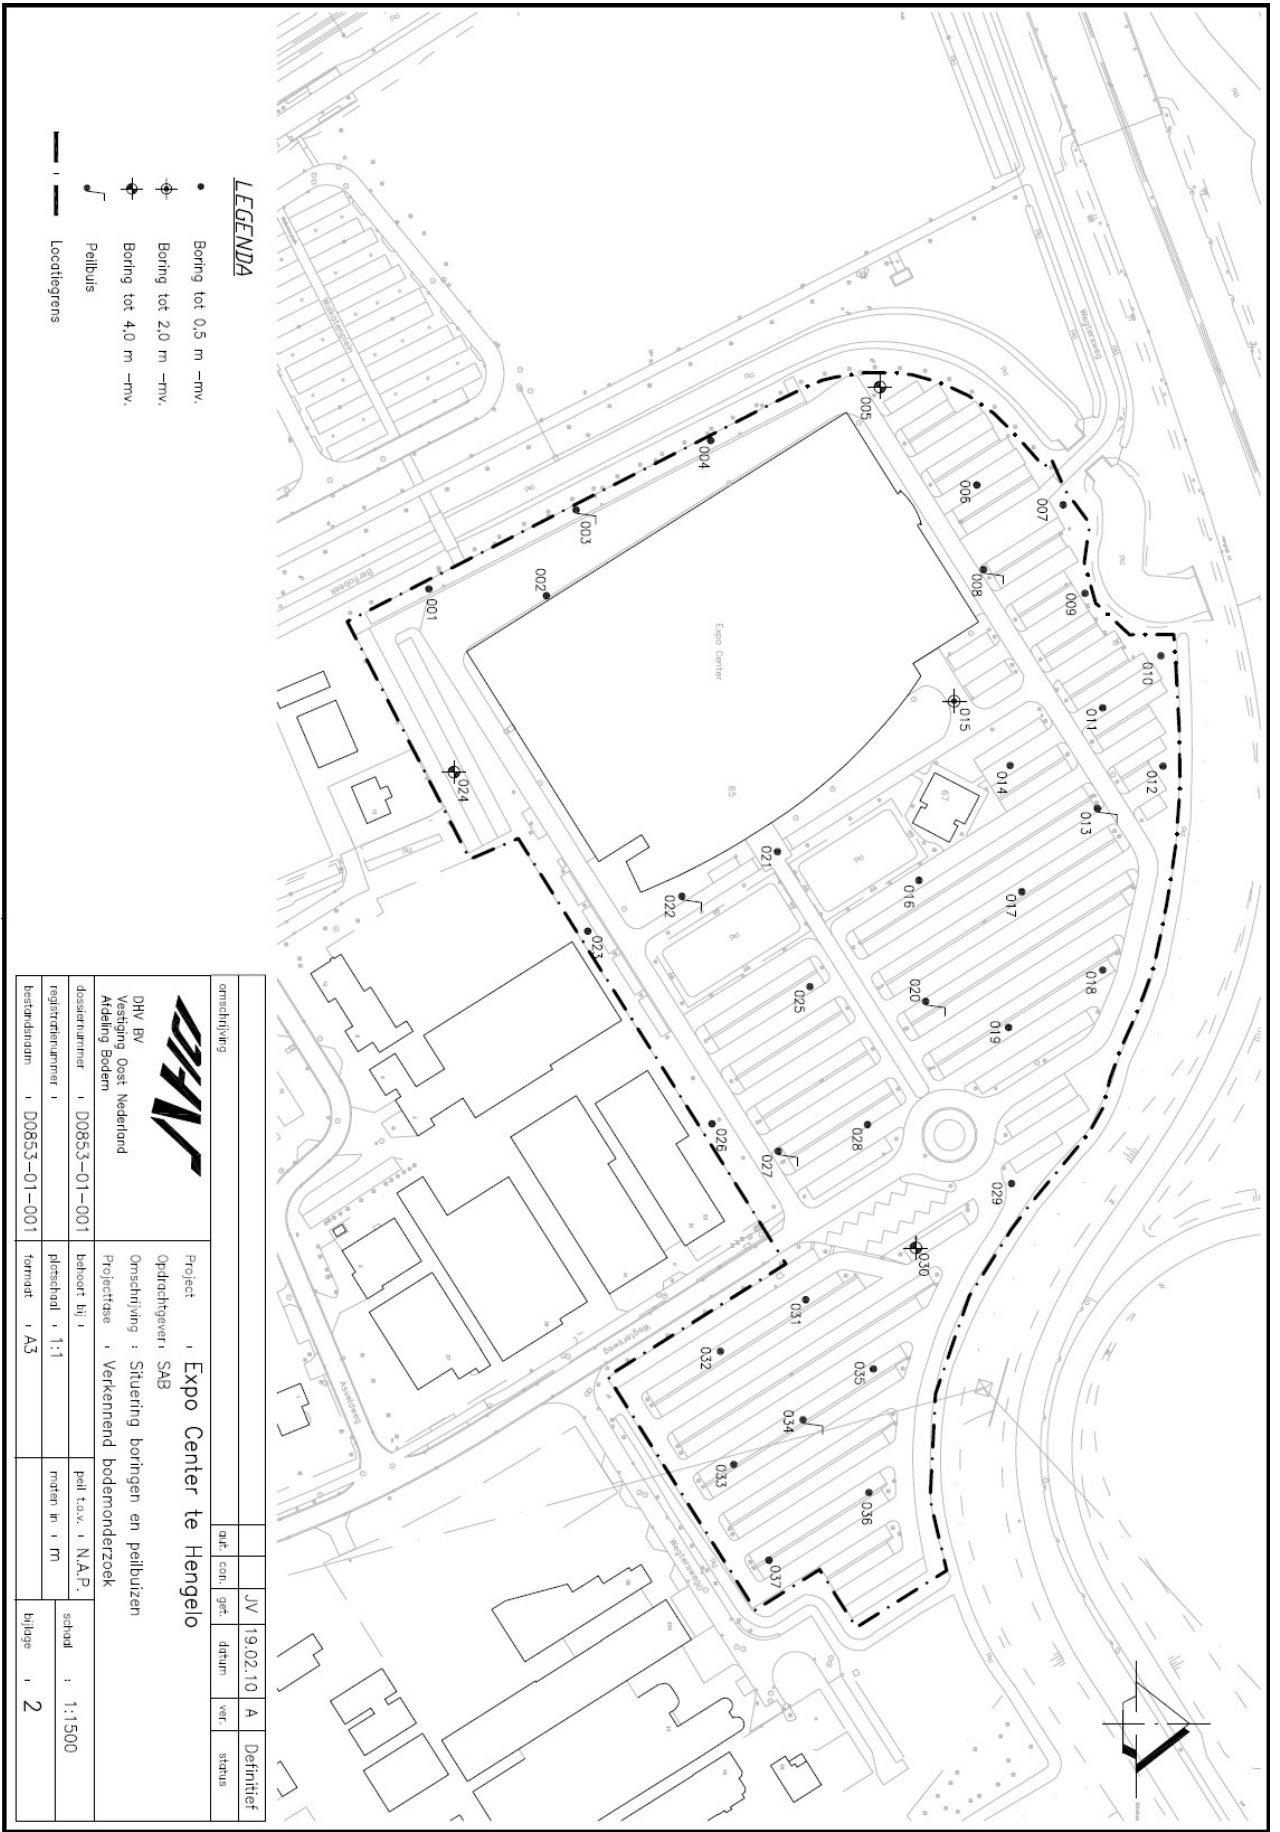 LEGENDA
Boring tot 0,5 m -mv.
Boring tot 2,0 m -mv.
Boring tot 4,0 m -mv.
Peilbuis
Locatiegrens
Wegtersweg
Berflobeek
Expo Center
65
67
001
002
003
004
005
006
007
008
009
010
011
012
013
014
015
016
017
018
019
020
021
022
023
024
025
026
027
028
029
030
031
032
033
034
035
036
037
Wegtersweg
Wegtersweg
Asveldweg
omschrijving
aut.
con.
get.
datum
ver.
status
JV
19.02.10
A
Definitief
DHV
DHV BV
Vestiging Oost Nederland
Afdeling Bodem
Project : Expo Center te Hengelo
Opdrachtgever: SAB
Omschrijving : Situering boringen en peilbuizen
Projectfase : Verkennend bodemonderzoek
dossiernummer : D0853-01-001
behoort bij :
peil t.o.v. : N.A.P.
schaal : 1:1500
registratienummer :
plotschaal : 1:1
maten in : m
bestandsnaam : D0853-01-001
formaat : A3
bijlage : 2